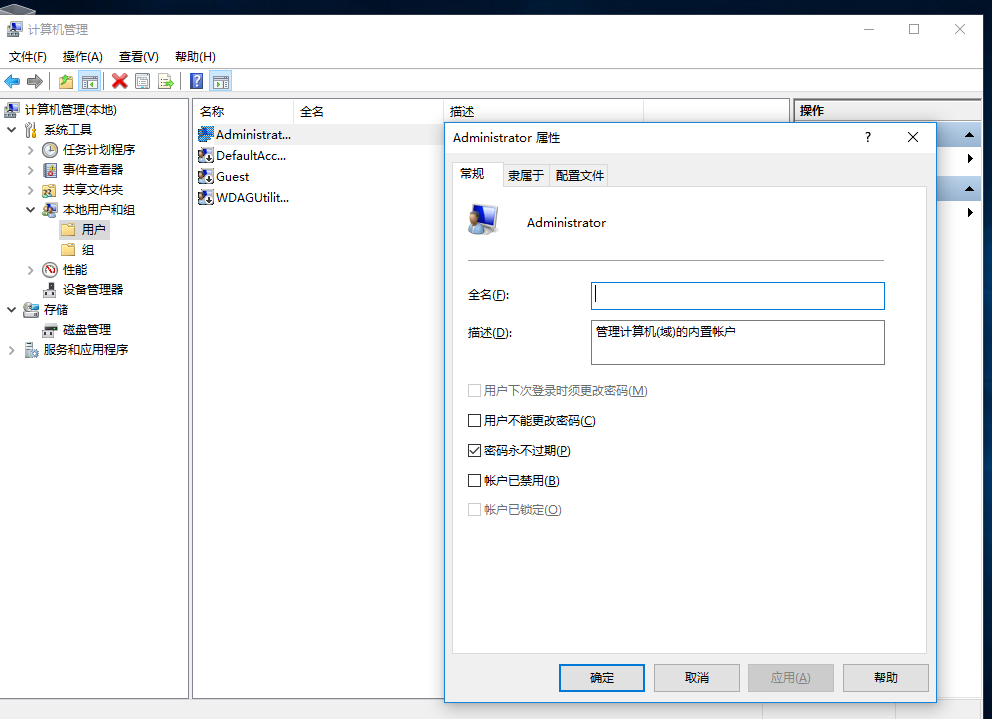 计算机管理
文件(F) 操作(A) 查看(V) 帮助(H)
计算机管理(本地)
系统工具
任务计划程序
事件查看器
共享文件夹
本地用户和组
用户
组
性能
设备管理器
存储
磁盘管理
服务和应用程序
名称 全名 描述
Administrat...
DefaultAcc...
Guest
WDAGUtilit...
操作
Administrator 属性
常规 隶属于 配置文件
Administrator
全名(F):
描述(D): 管理计算机(域)的内置帐户
用户下次登录时须更改密码(M)
用户不能更改密码(C)
密码永不过期(P)
帐户已禁用(B)
帐户已锁定(O)
确定 取消 应用(A) 帮助